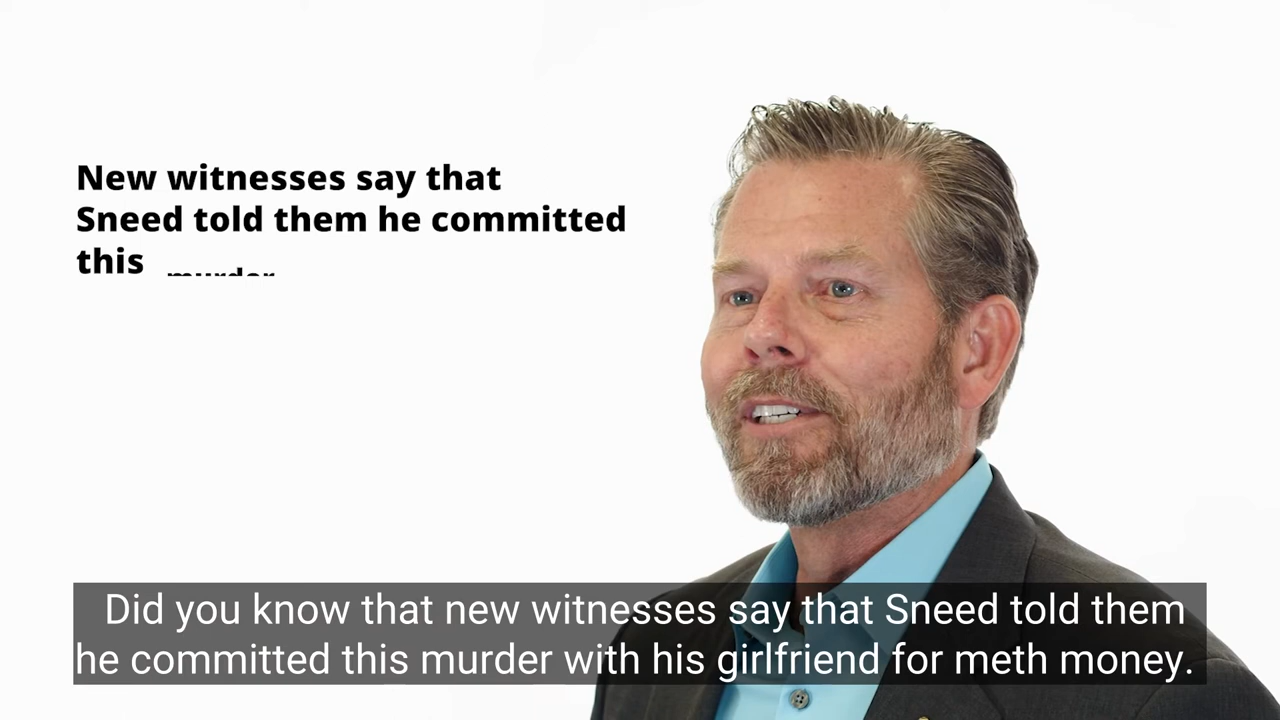 New witnesses say that
Sneed told them he committed
this murder
Did you know that new witnesses say that Sneed told them
he committed this murder with his girlfriend for meth money.